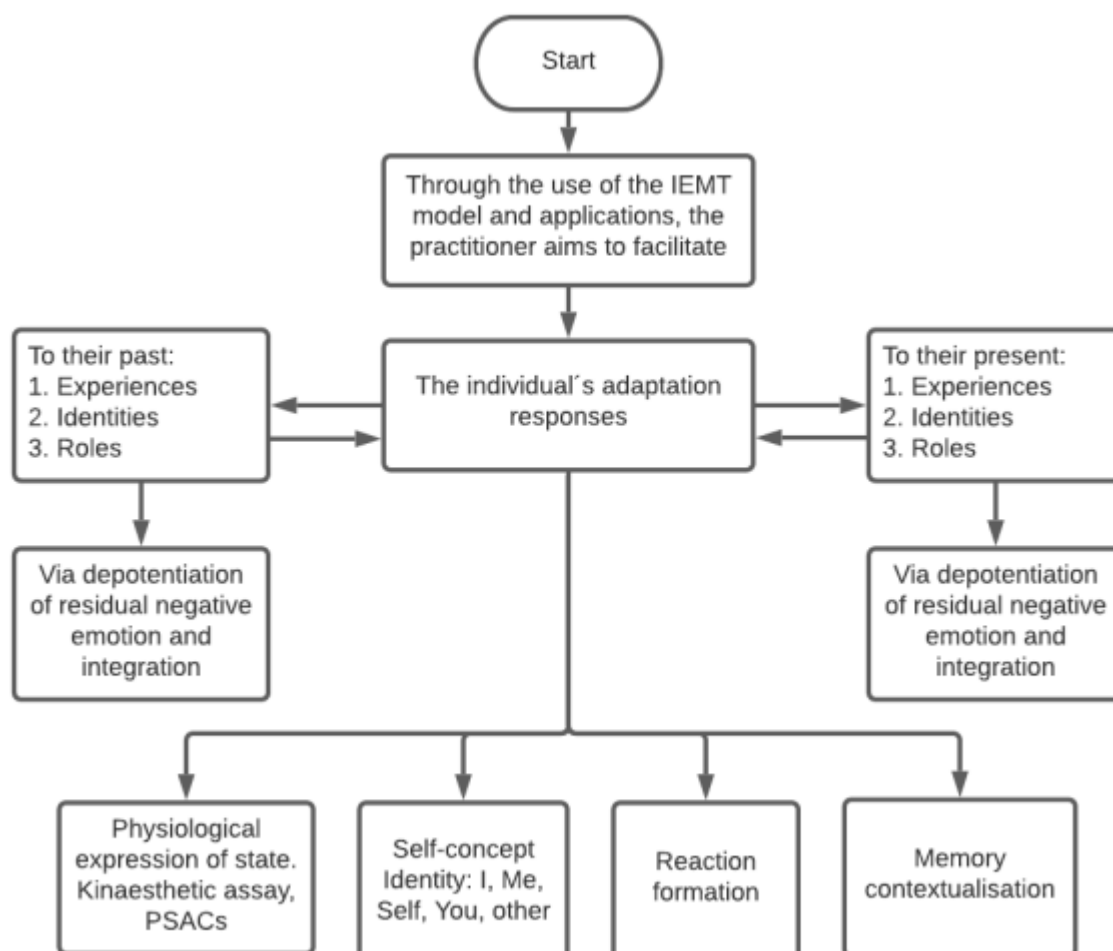 Start
Through the use of the IEMT
model and applications, the
practitioner aims to facilitate
To their past:
1. Experiences
2. Identities
3. Roles
The individual´s adaptation
responses
To their present:
1. Experiences
2. Identities
3. Roles
Via depotentiation
of residual negative
emotion and
integration
Via depotentiation
of residual negative
emotion and
integration
Physiological
expression of state.
Kinaesthetic assay,
PSACs
Self-concept
Identity: I, Me,
Self, You, other
Reaction
formation
Memory
contextualisation